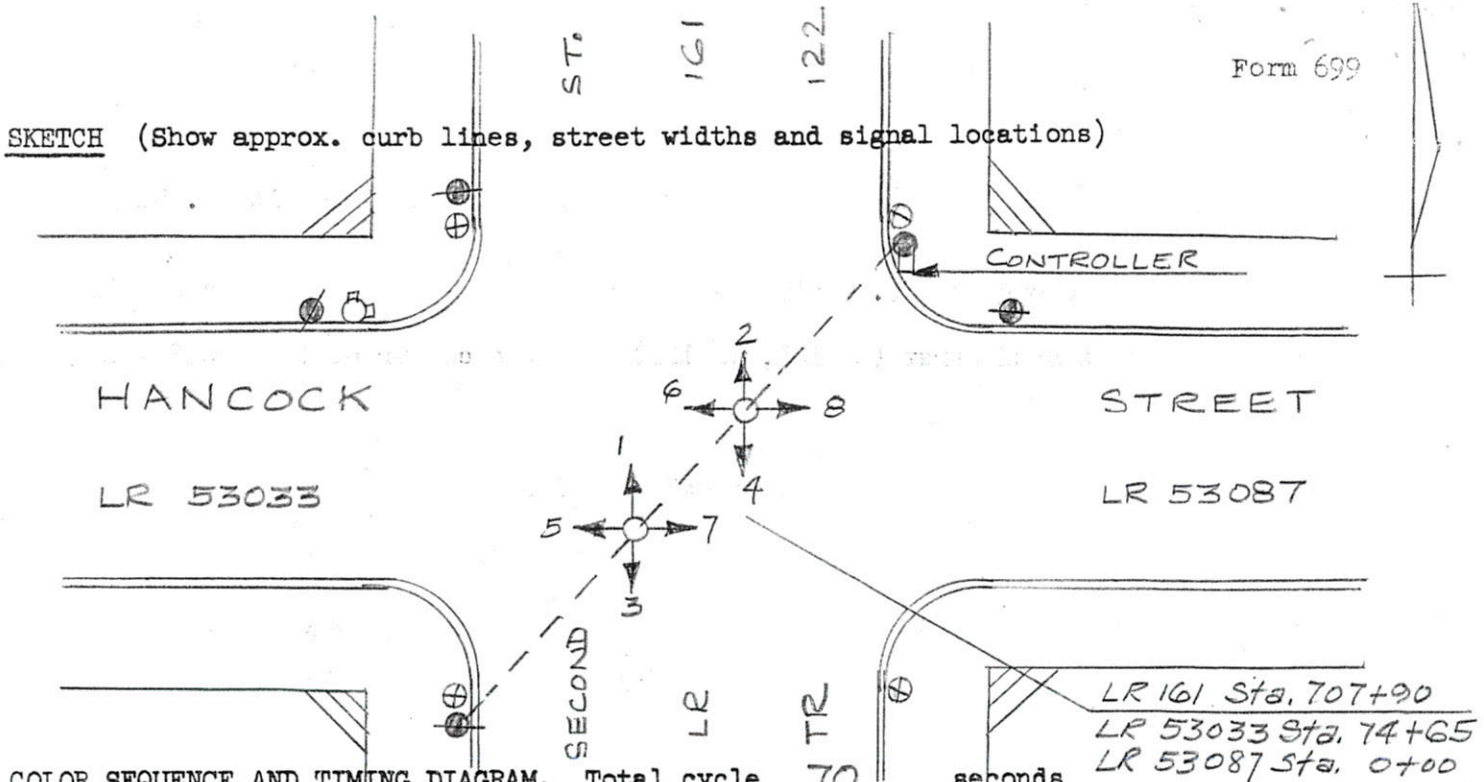 Form 699
SKETCH (Show approx. curb lines, street widths and signal locations)
ST.
161
122
CONTROLLER
HANCOCK
STREET
LR 53033
LR 53087
2
6
8
4
1
5
7
3
SECOND
LR
TR
LR 161 Sta. 707+90
LR 53033 Sta. 74+65
LR 53087 Sta. 0+00
COLOR SEQUENCE AND TIMING DIAGRAM. Total cycle 70 seconds